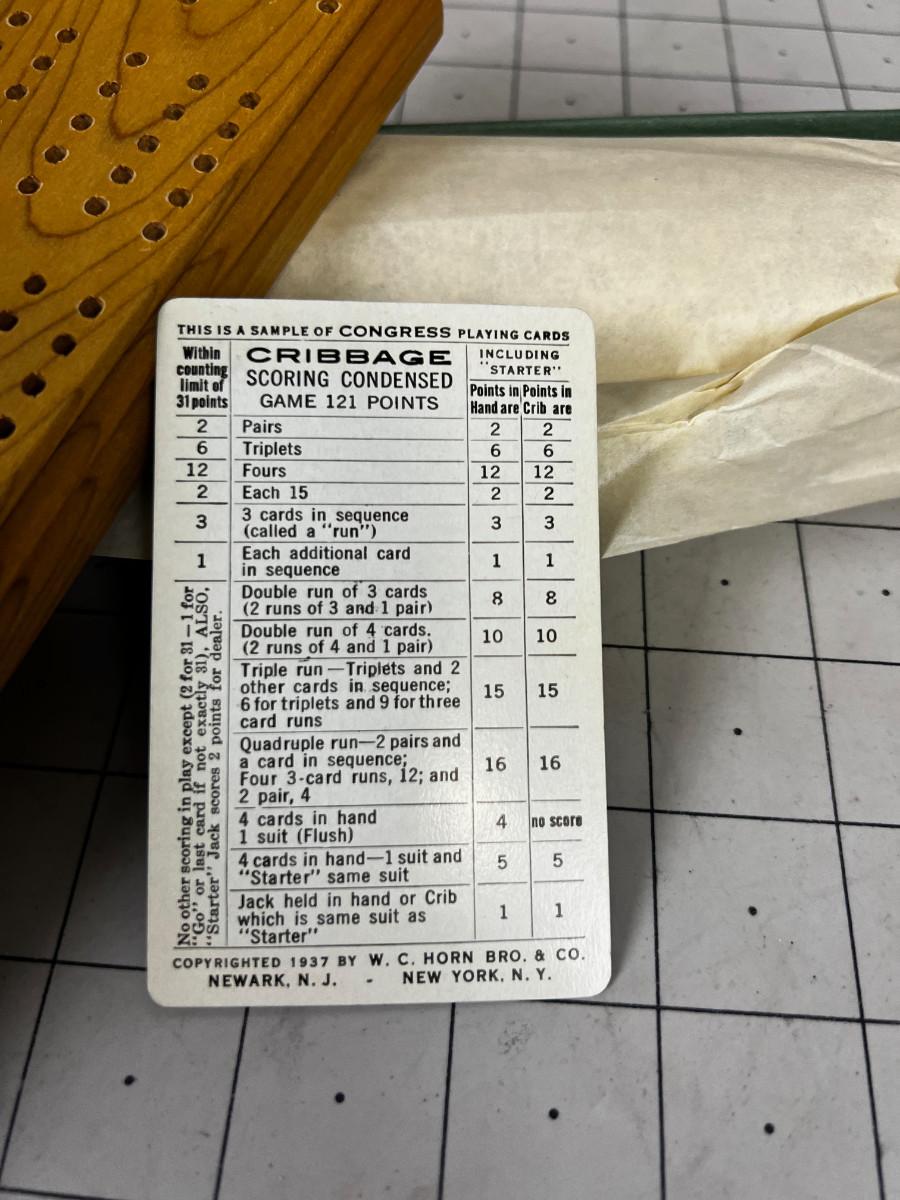 THIS IS A SAMPLE OF CONGRESS PLAYING CARDS
Within
counting
limit of
31 points
CRIBBAGE
SCORING CONDENSED
GAME 121 POINTS
INCLUDING
"STARTER"
Points in
Hand are
Points in
Crib are
2 Pairs 2 2
6 Triplets 6 6
12 Fours 12 12
2 Each 15 2 2
3 3 cards in sequence 3 3
(called a "run")
1 Each additional card 1 1
in sequence
Double run of 3 cards 8 8
(2 runs of 3 and 1 pair)
Double run of 4 cards. 10 10
(2 runs of 4 and 1 pair)
Triple run—Triplets and 2
other cards in sequence; 15 15
6 for triplets and 9 for three
card runs
Quadruple run—2 pairs and
a card in sequence; 16 16
Four 3-card runs, 12; and
2 pair, 4
4 cards in hand 4 no score
1 suit (Flush)
4 cards in hand—1 suit and 5 5
"Starter" same suit
Jack held in hand or Crib
which is same suit as 1 1
"Starter"
No other scoring in play except (2 for 31—1 for
"Go" or last card if not exactly 31), ALSO,
"Starter" Jack scores 2 points for dealer.
COPYRIGHTED 1937 BY W. C. HORN BRO. & CO.
NEWARK, N. J. - NEW YORK, N. Y.